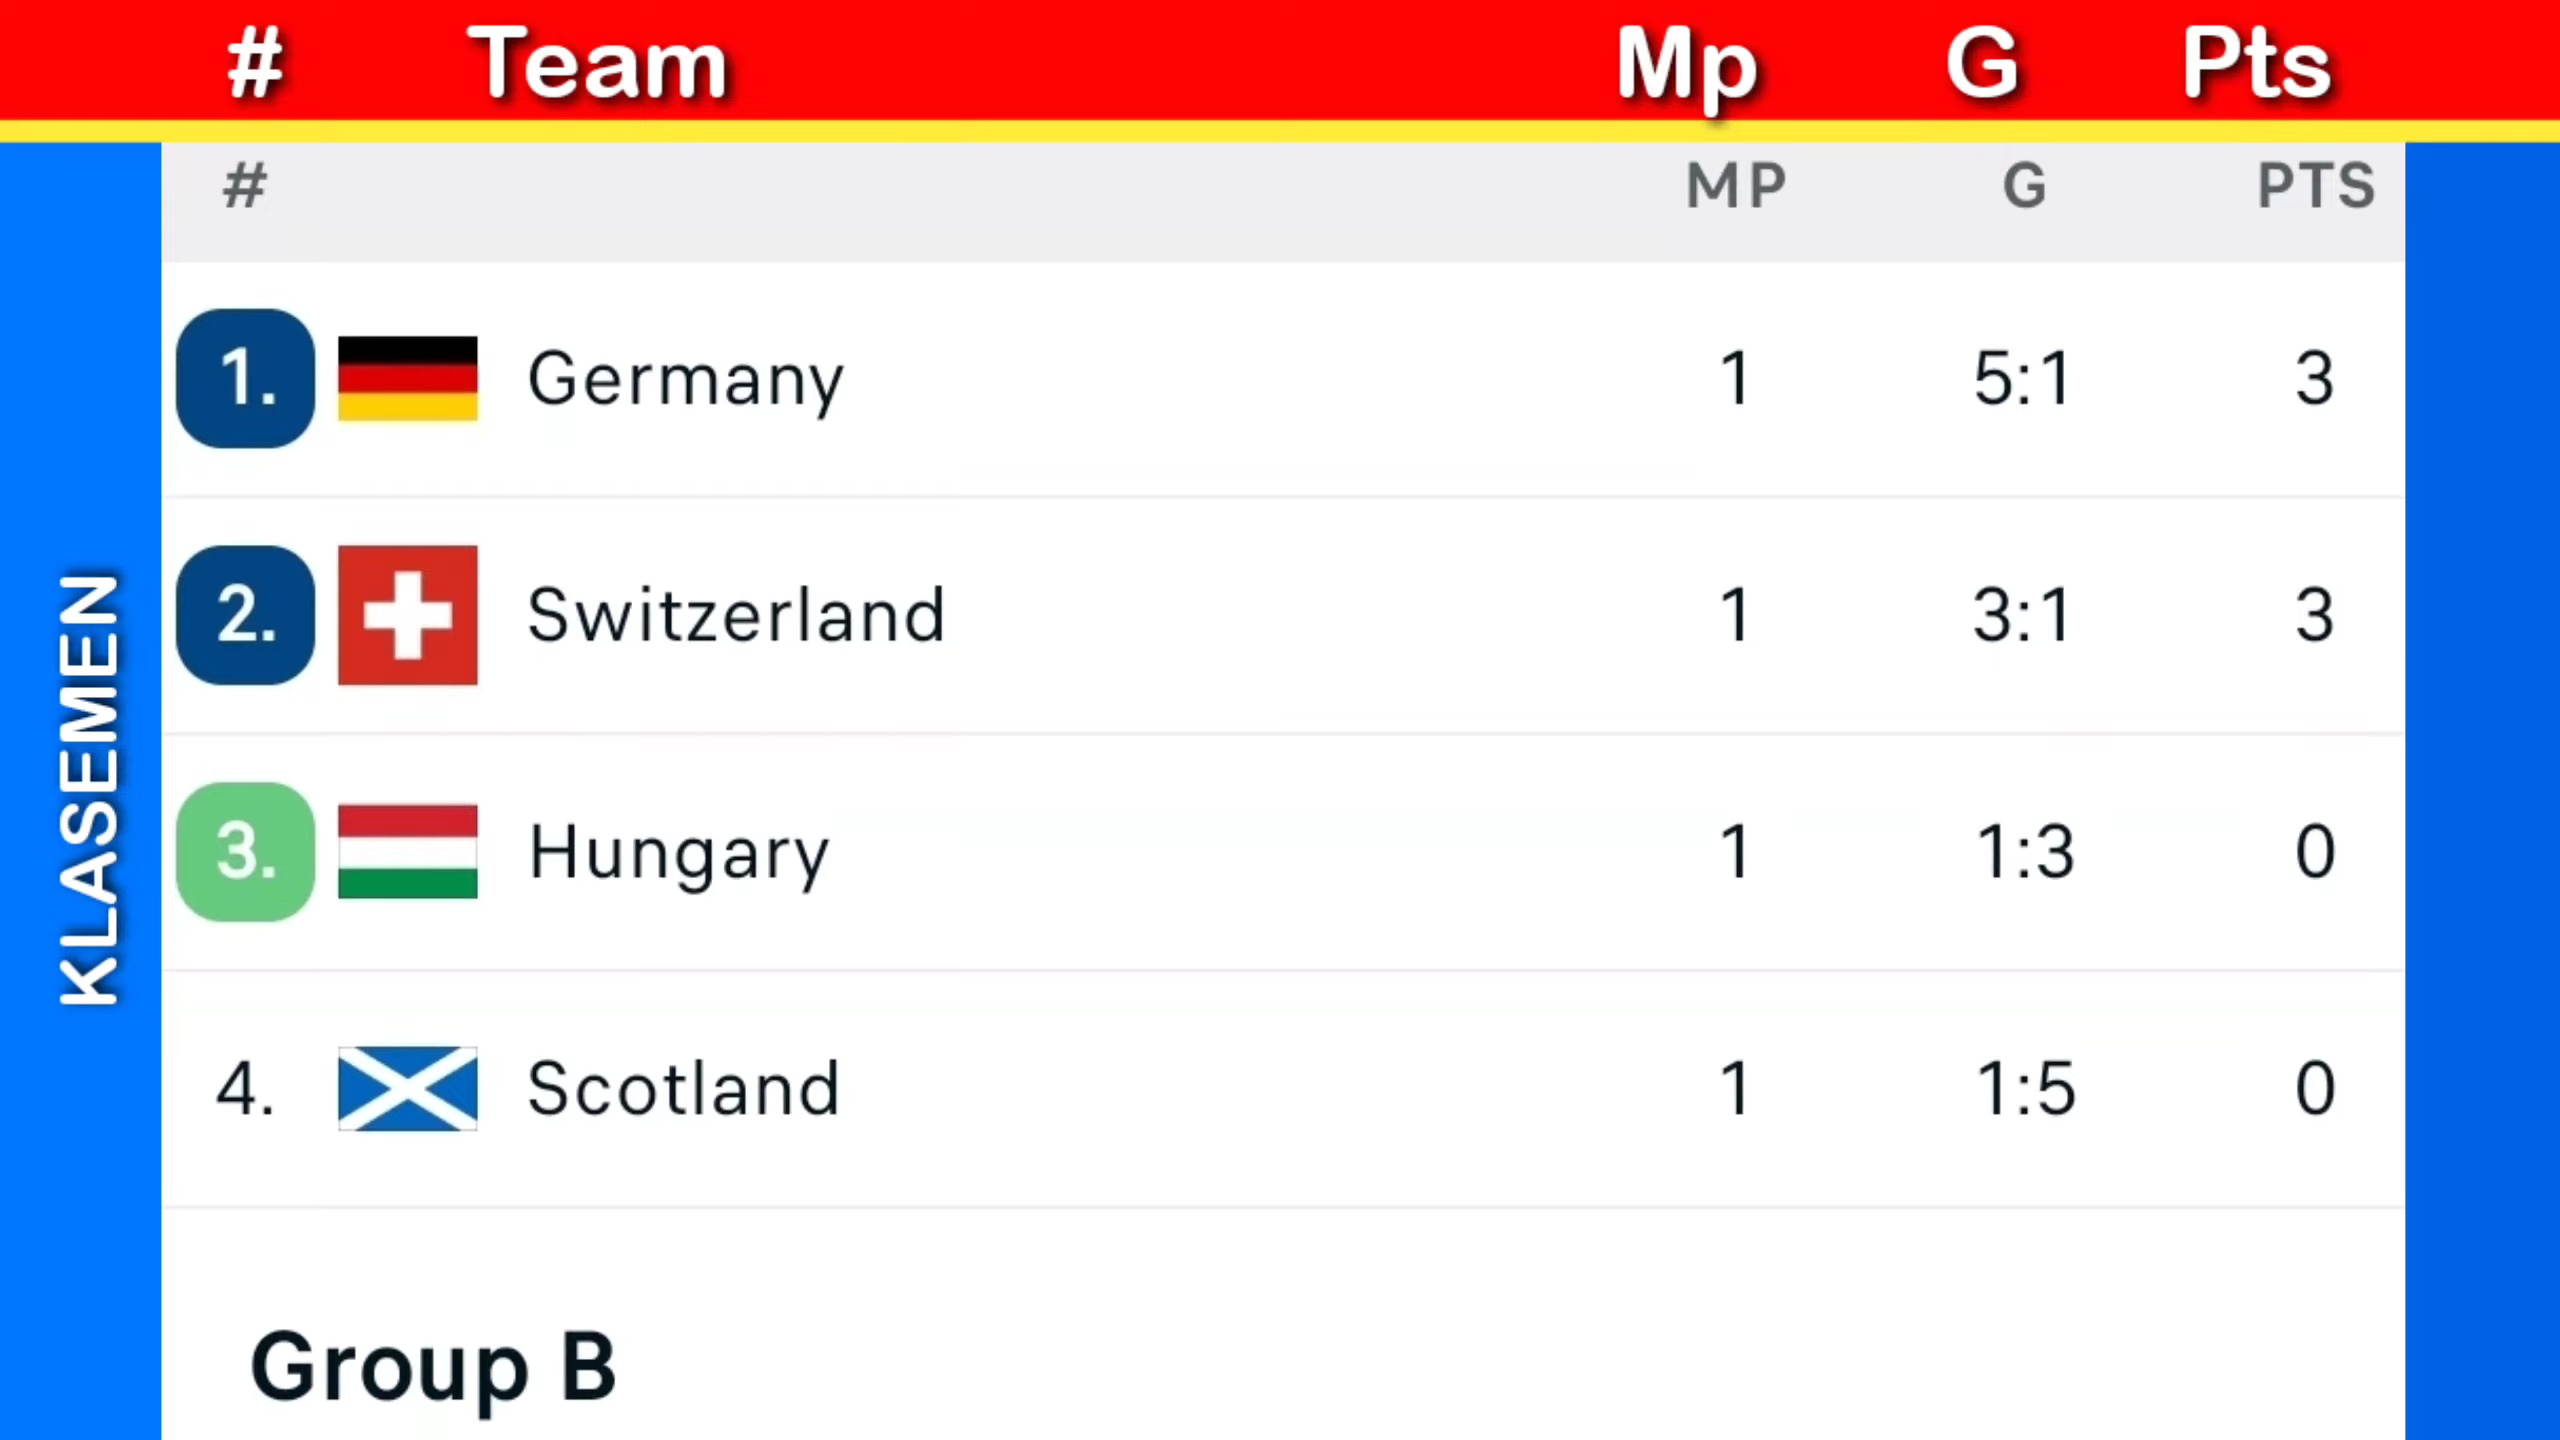 # Team Mp G Pts
# MP G PTS
1. Germany 1 5:1 3
2. Switzerland 1 3:1 3
3. Hungary 1 1:3 0
4. Scotland 1 1:5 0
Group B
KLASEMEN